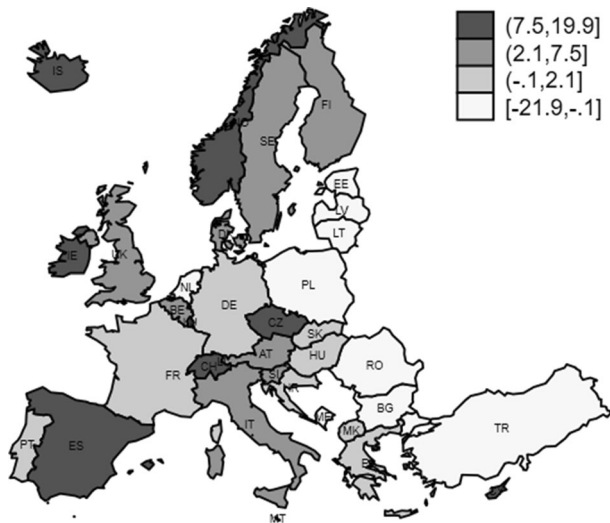 (7.5,19.9]
(2.1,7.5]
(-.1,2.1]
[-21.9,-.1]
IS
FI
SE
EE
LV
LT
IE
UK
NL
PL
BE
DE
CZ
SK
FR
CH
AT
HU
SI
RO
IT
ME
BG
PT
ES
MK
TR
MT